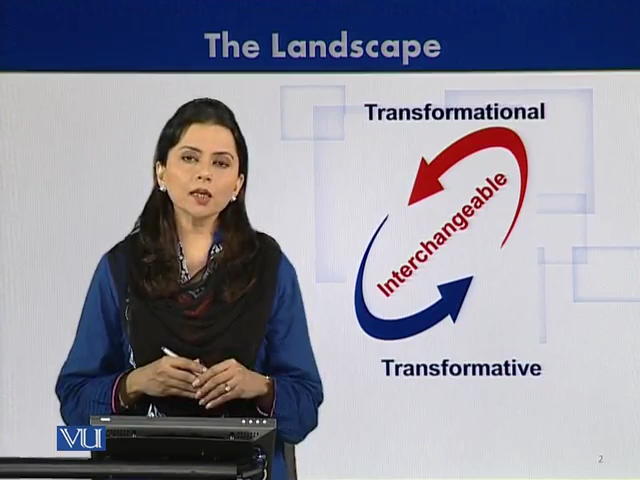 The Landscape
Transformational
Interchangeable
Transformative
VU
2